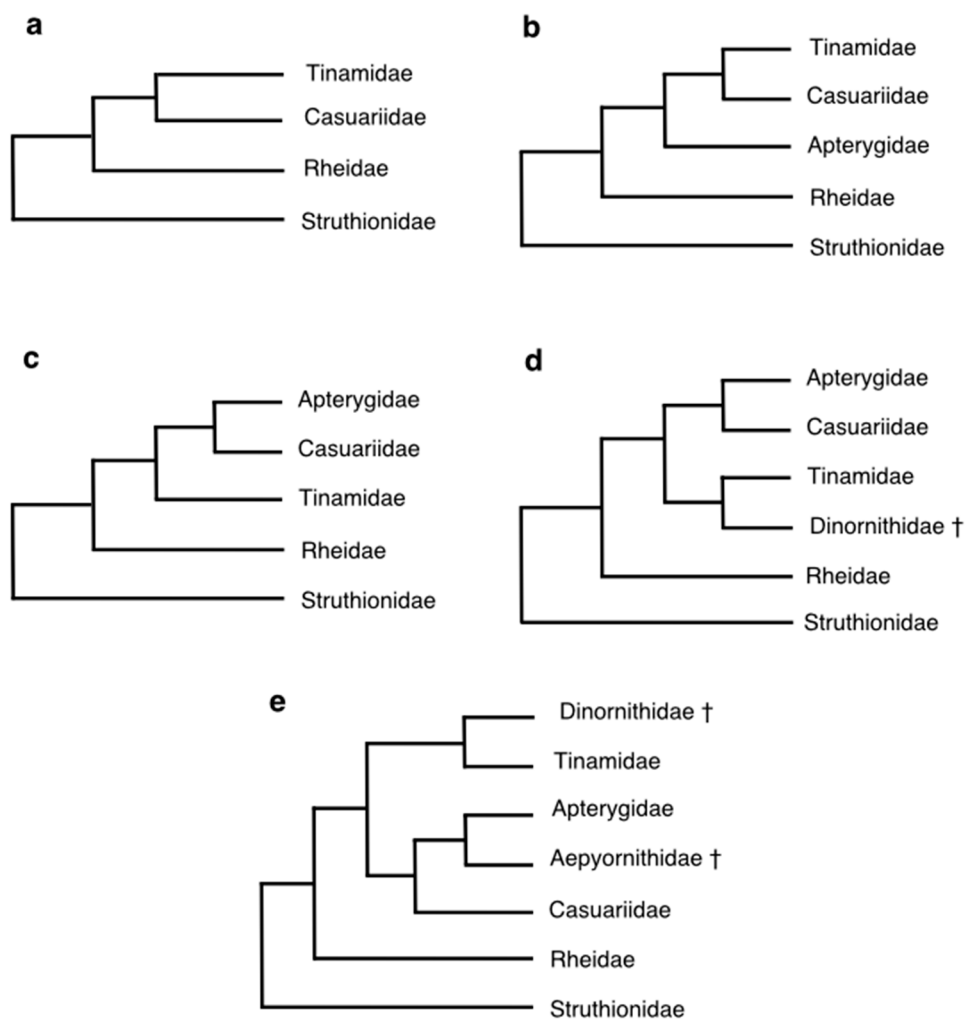 a
Tinamidae
Casuariidae
Rheidae
Struthionidae
b
Tinamidae
Casuariidae
Apterygidae
Rheidae
Struthionidae
c
Apterygidae
Casuariidae
Tinamidae
Rheidae
Struthionidae
d
Apterygidae
Casuariidae
Tinamidae
Dinornithidae †
Rheidae
Struthionidae
e
Dinornithidae †
Tinamidae
Apterygidae
Aepyornithidae †
Casuariidae
Rheidae
Struthionidae